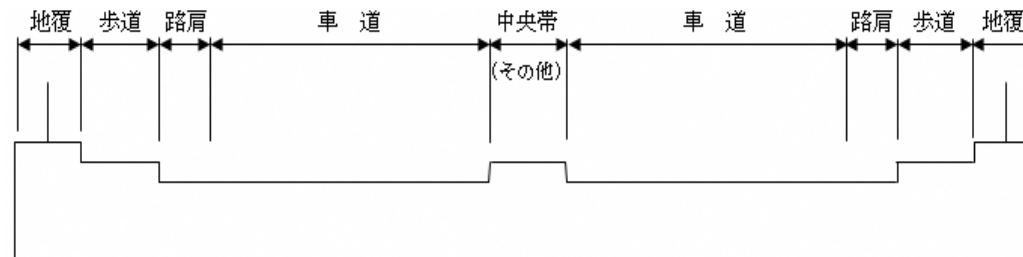 地覆 歩道 路肩 車 道 中央帯 車 道 路肩 歩道 地覆
(その他)